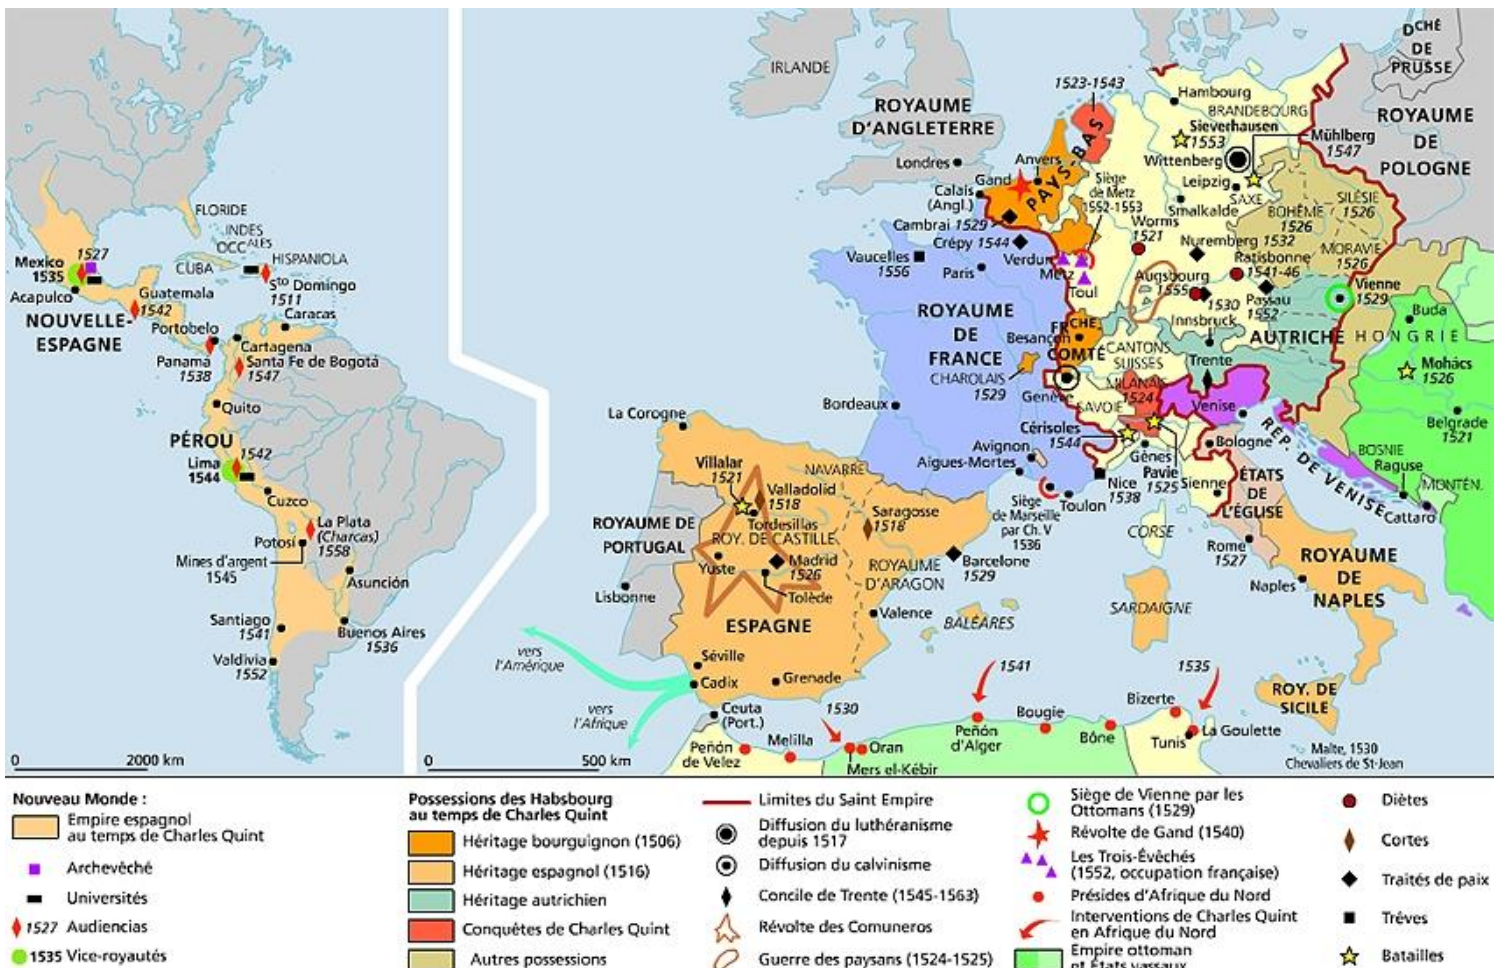 FLORIDE
INDES
OCC^ALES
1527
Mexico
1535
CUBA
HISPANIOLA
S^to Domingo
1511
Acapulco
Guatemala
1542
NOUVELLE-
ESPAGNE
Caracas
Portobelo
Cartagena
Panamá
1538
Santa Fe de Bogotá
1547
Quito
PÉROU
1542
Lima
1544
Cuzco
La Plata
(Charcas)
1558
Potosí
Mines d'argent
1545
Asunción
Santiago
1541
Buenos Aires
1536
Valdivia
1552
0 2000 km
IRLANDE
ROYAUME
D'ANGLETERRE
Londres
1523-1543
Anvers
Gand
PAYS-BAS
Calais
(Angl.)
Cambrai 1529
Crépy 1544
Vaucelles
1556
Paris
Verdun
Metz
Toul
Siège
de Metz
1552-1553
Worms
1521
Hambourg
BRANDEBOURG
Sieverhausen
1553
Mühlberg
1547
Wittenberg
Leipzig
SAXE
Smalkalde
D^CHÉ
DE
PRUSSE
ROYAUME
DE
POLOGNE
SILÉSIE
1526
BOHÊME
1526
MORAVIE
1526
Nuremberg 1532
Ratisbonne
1541-46
Augsbourg
1555
1530
Passau
1552
Innsbruck
Vienne
1529
Buda
AUTRICHE
HONGRIE
Mohács
1526
Belgrade
1521
ROYAUME
DE
FRANCE
FR^CHE-
COMTÉ
Besançon
CHAROLAIS
1529
CANTONS
SUISSES
Genève
SAVOIE
MILANAIS
1524
Trente
Venise
RÉP. DE VENISE
Bordeaux
Cérisoles
1544
Avignon
Aigues-Mortes
Siège
de Marseille
par Ch. V
1536
Toulon
Nice
1538
Gênes
Pavie
1525
Bologne
Sienne
ÉTATS
DE
L'ÉGLISE
BOSNIE
Raguse
MONTÉN.
Cattaro
CORSE
Rome
1527
Naples
ROYAUME
DE
NAPLES
La Corogne
Villalar
1521
Valladolid
1518
Tordesillas
NAVARRE
Saragosse
1518
ROY. DE CASTILLE
ROYAUME DE
PORTUGAL
Yuste
Madrid
1526
Tolède
ROYAUME
D'ARAGON
Barcelone
1529
Lisbonne
ESPAGNE
Valence
BALÉARES
SARDAIGNE
Séville
Cadix
Grenade
vers
l'Amérique
vers
l'Afrique
Ceuta
(Port.)
1530
1541
1535
ROY. DE
SICILE
Peñón
de Velez
Melilla
Oran
Mers el-Kébir
Peñón
d'Alger
Bougie
Bône
Bizerte
Tunis
La Goulette
Malte, 1530
Chevaliers de St-Jean
0 500 km
Nouveau Monde :
Empire espagnol
au temps de Charles Quint
Archevêché
Universités
1527 Audiencias
1535 Vice-royautés
Possessions des Habsbourg
au temps de Charles Quint
Héritage bourguignon (1506)
Héritage espagnol (1516)
Héritage autrichien
Conquêtes de Charles Quint
Autres possessions
Limites du Saint Empire
Diffusion du luthéranisme
depuis 1517
Diffusion du calvinisme
Concile de Trente (1545-1563)
Révolte des Comuneros
Guerre des paysans (1524-1525)
Siège de Vienne par les
Ottomans (1529)
Révolte de Gand (1540)
Les Trois-Évêchés
(1552, occupation française)
Présides d'Afrique du Nord
Interventions de Charles Quint
en Afrique du Nord
Empire ottoman
et États vassaux
Diètes
Cortes
Traités de paix
Trêves
Batailles